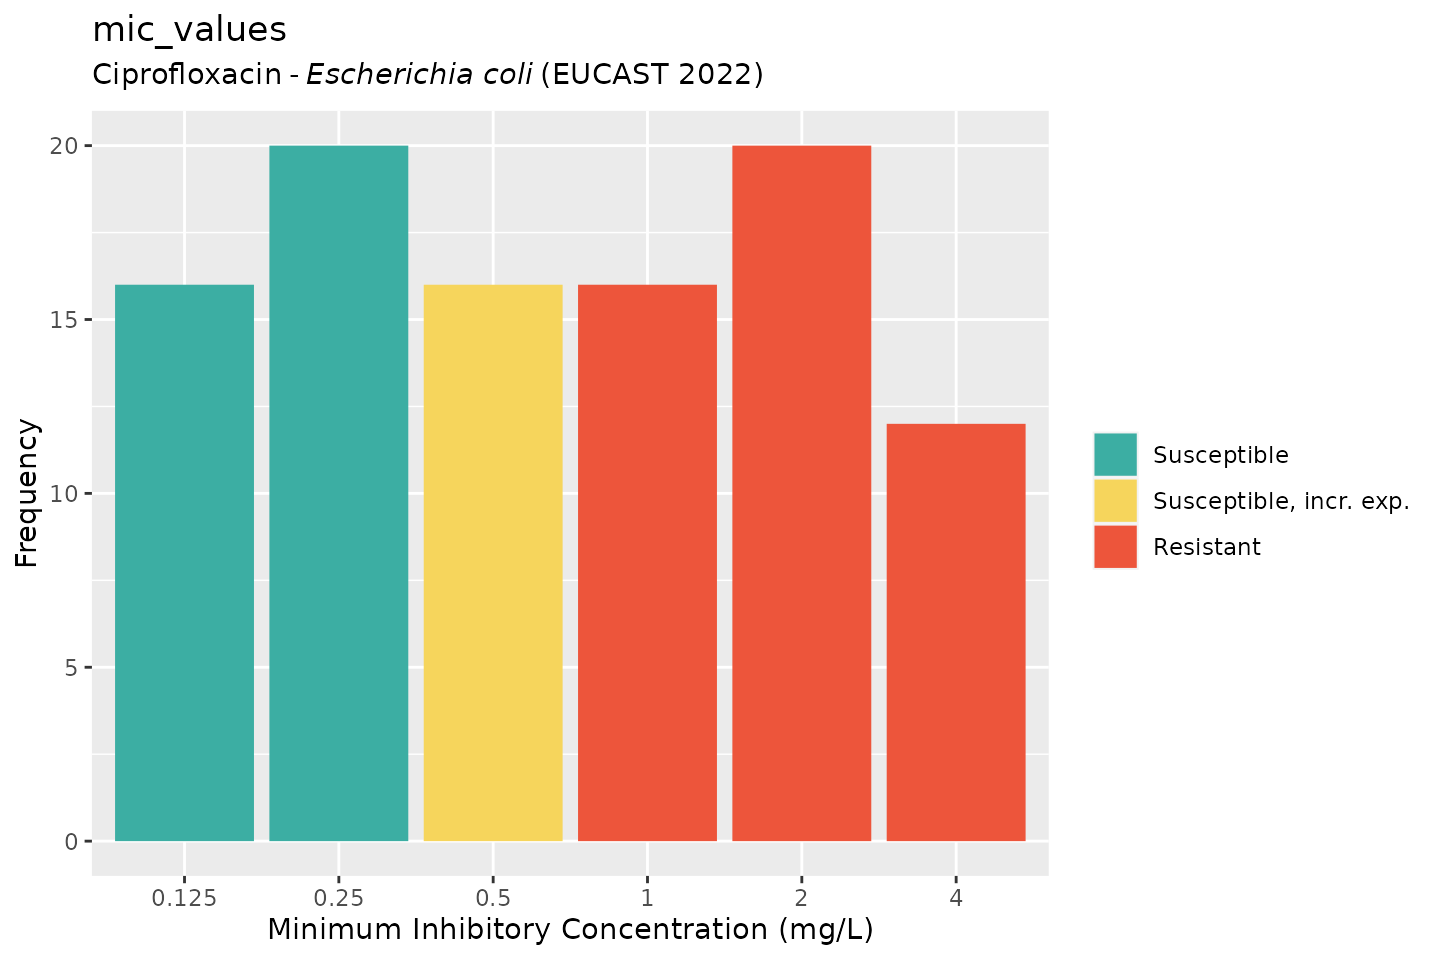 mic_values
Ciprofloxacin - Escherichia coli (EUCAST 2022)
Frequency
20
15
10
5
0
0.125 0.25 0.5 1 2 4
Minimum Inhibitory Concentration (mg/L)
Susceptible
Susceptible, incr. exp.
Resistant